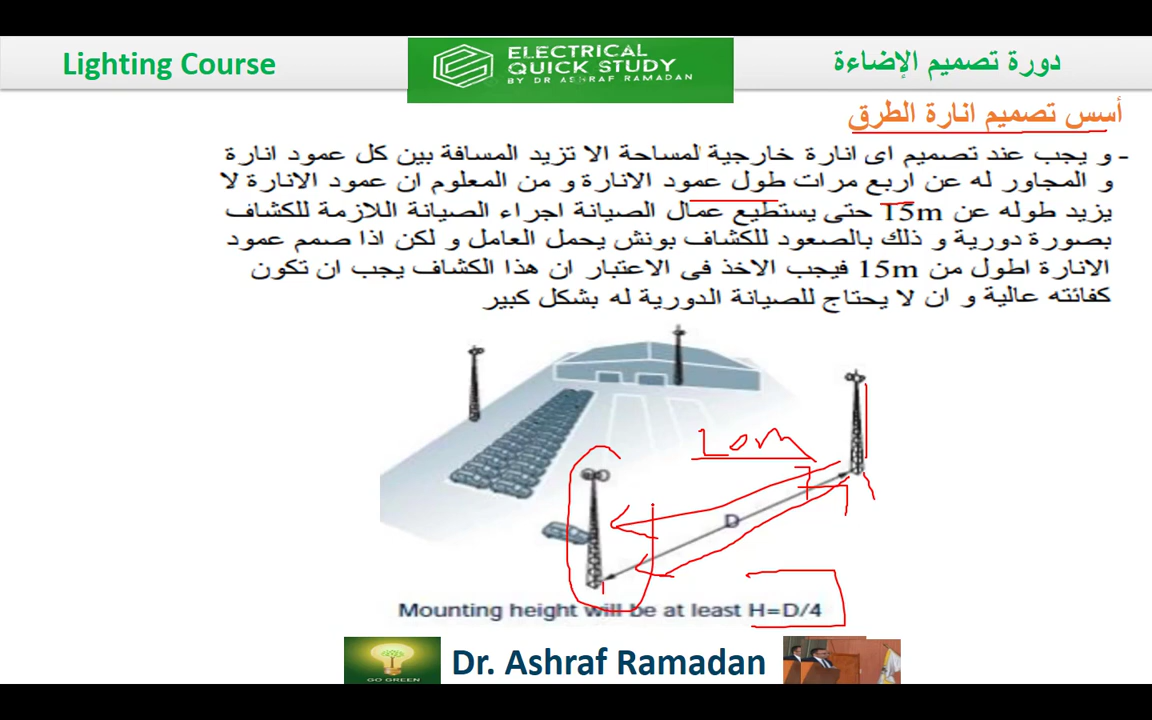 Lighting Course
ELECTRICAL
QUICK STUDY
BY DR ASHRAF RAMADAN
دورة تصميم الإضاءة
أسس تصميم انارة الطرق
- و يجب عند تصميم اى انارة خارجية لمساحة الا تزيد المسافة بين كل عمود انارة
و المجاور له عن اربع مرات طول عمود الانارة و من المعلوم ان عمود الانارة لا
يزيد طوله عن 15m حتى يستطيع عمال الصيانة اجراء الصيانة اللازمة للكشاف
بصورة دورية و ذلك بالصعود للكشاف بونش يحمل العامل و لكن اذا صمم عمود
الانارة اطول من 15m فيجب الاخذ فى الاعتبار ان هذا الكشاف يجب ان تكون
كفائته عالية و ان لا يحتاج للصيانة الدورية له بشكل كبير
D
Mounting height will be at least H=D/4
GO GREEN
Dr. Ashraf Ramadan